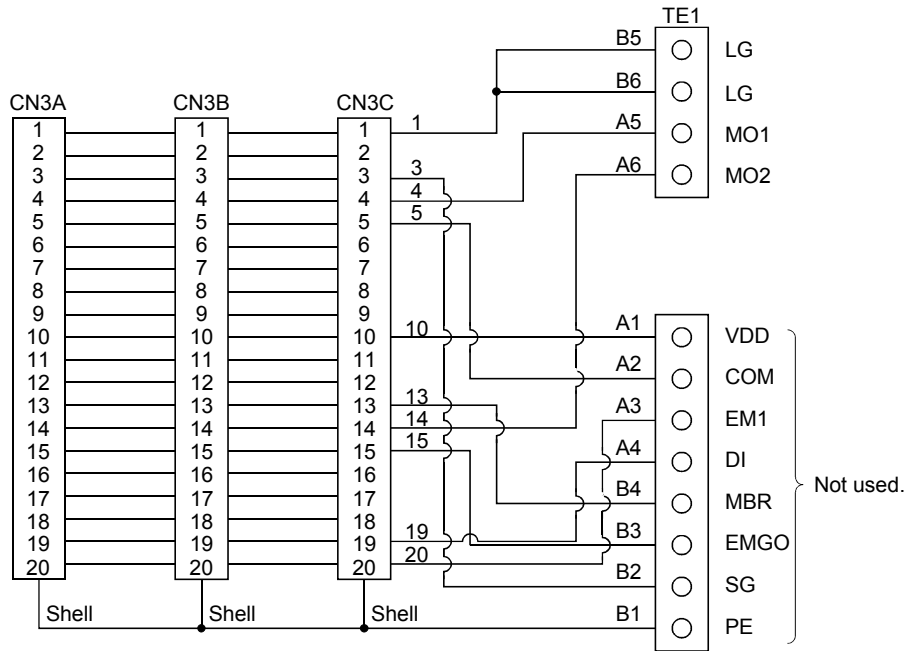 TE1
B5 LG
B6 LG
A5 MO1
A6 MO2
CN3A CN3B CN3C
1 1 1 1
2 2 2
3 3 3 3
4 4 4 4
5 5 5 5
6 6 6
7 7 7
8 8 8
9 9 9
10 10 10 10
11 11 11
12 12 12
13 13 13 13
14 14 14 14
15 15 15 15
16 16 16
17 17 17
18 18 18
19 19 19 19
20 20 20 20
Shell Shell Shell
A1 VDD
A2 COM
A3 EM1
A4 DI
B4 MBR
B3 EMGO
B2 SG
B1 PE
Not used.